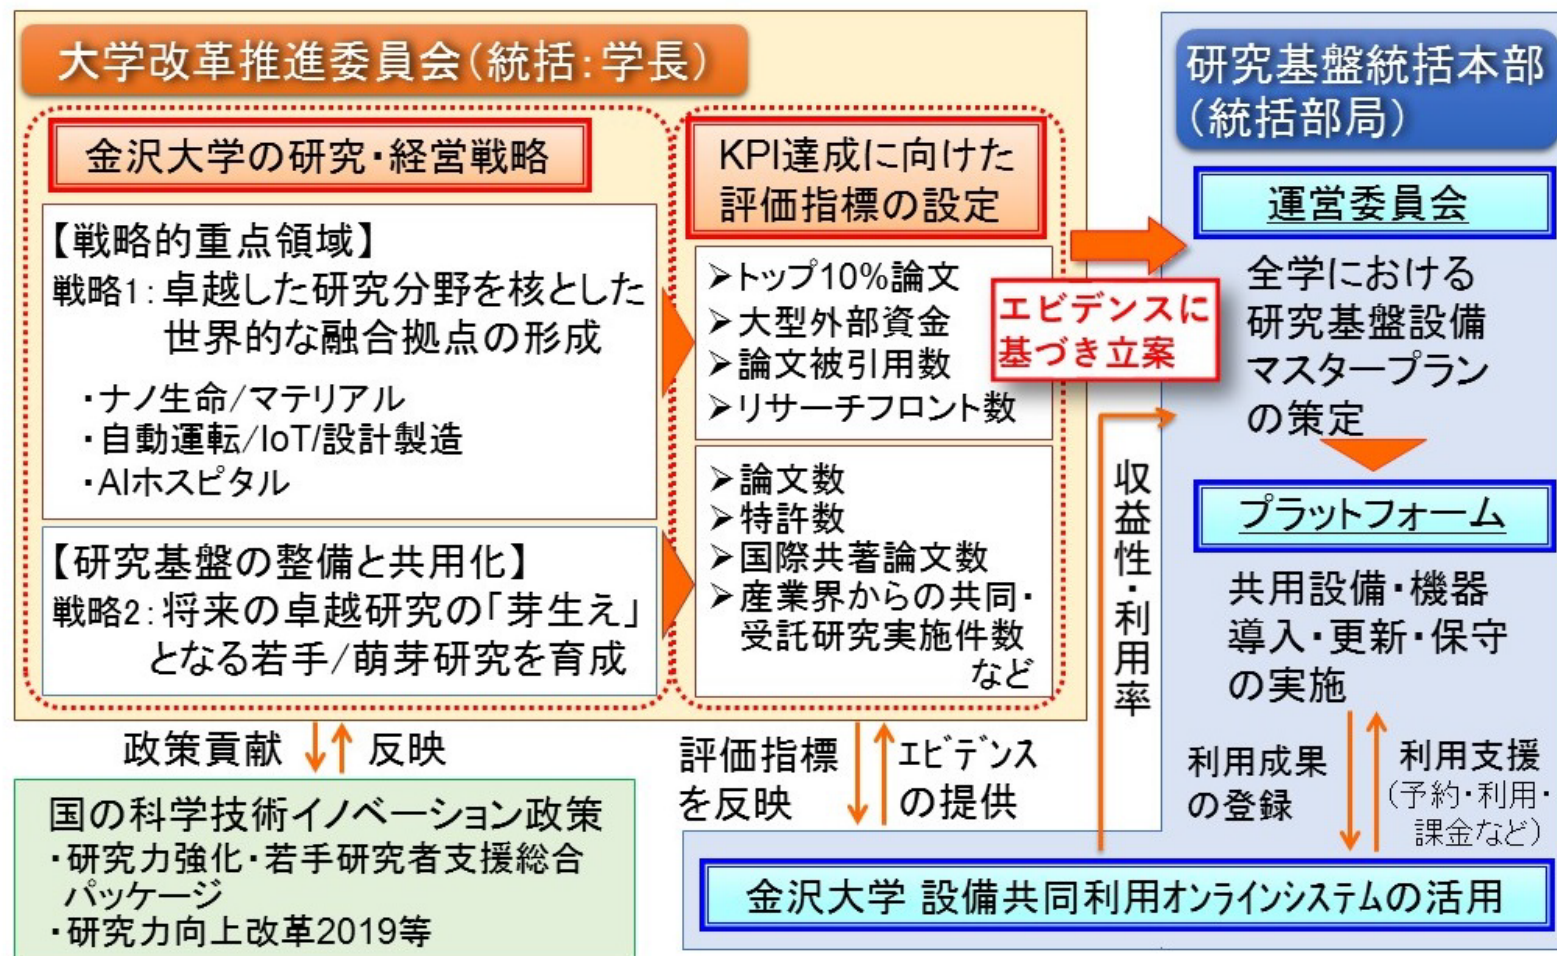 大学改革推進委員会（統括：学長）
金沢大学の研究・経営戦略
【戦略的重点領域】
戦略1：卓越した研究分野を核とした
世界的な融合拠点の形成
・ナノ生命/マテリアル
・自動運転/IoT/設計製造
・AIホスピタル
【研究基盤の整備と共用化】
戦略2：将来の卓越研究の「芽生え」
となる若手/萌芽研究を育成
KPI達成に向けた
評価指標の設定
➢トップ10%論文
➢大型外部資金
➢論文被引用数
➢リサーチフロント数
➢論文数
➢特許数
➢国際共著論文数
➢産業界からの共同・
受託研究実施件数
など
エビデンスに
基づき立案
収益性・利用率
研究基盤統括本部
（統括部局）
運営委員会
全学における
研究基盤設備
マスタープラン
の策定
プラットフォーム
共用設備・機器
導入・更新・保守
の実施
利用成果
の登録
利用支援
（予約・利用・
課金など）
政策貢献
反映
評価指標
を反映
ｴﾋﾞﾃﾞﾝｽ
の提供
国の科学技術イノベーション政策
・研究力強化・若手研究者支援総合
パッケージ
・研究力向上改革2019等
金沢大学 設備共同利用ｵﾝﾗｲﾝｼｽﾃﾑの活用